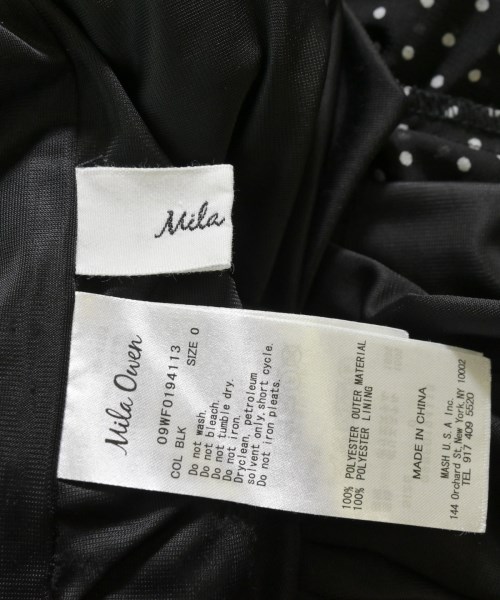 Mila
Mila Owen
09WFO194113
COL BLK SIZE 0
Do not wash.
Do not bleach.
Do not tumble dry.
Do not iron.
Dryclean, petroleum
solvent only, short cycle.
Do not iron pleats.
100% POLYESTER OUTER MATERIAL
100% POLYESTER LINING
MADE IN CHINA
MASH U.S.A Inc.
144 Orchard St, New York, NY, 10002
TEL 917 409 5520